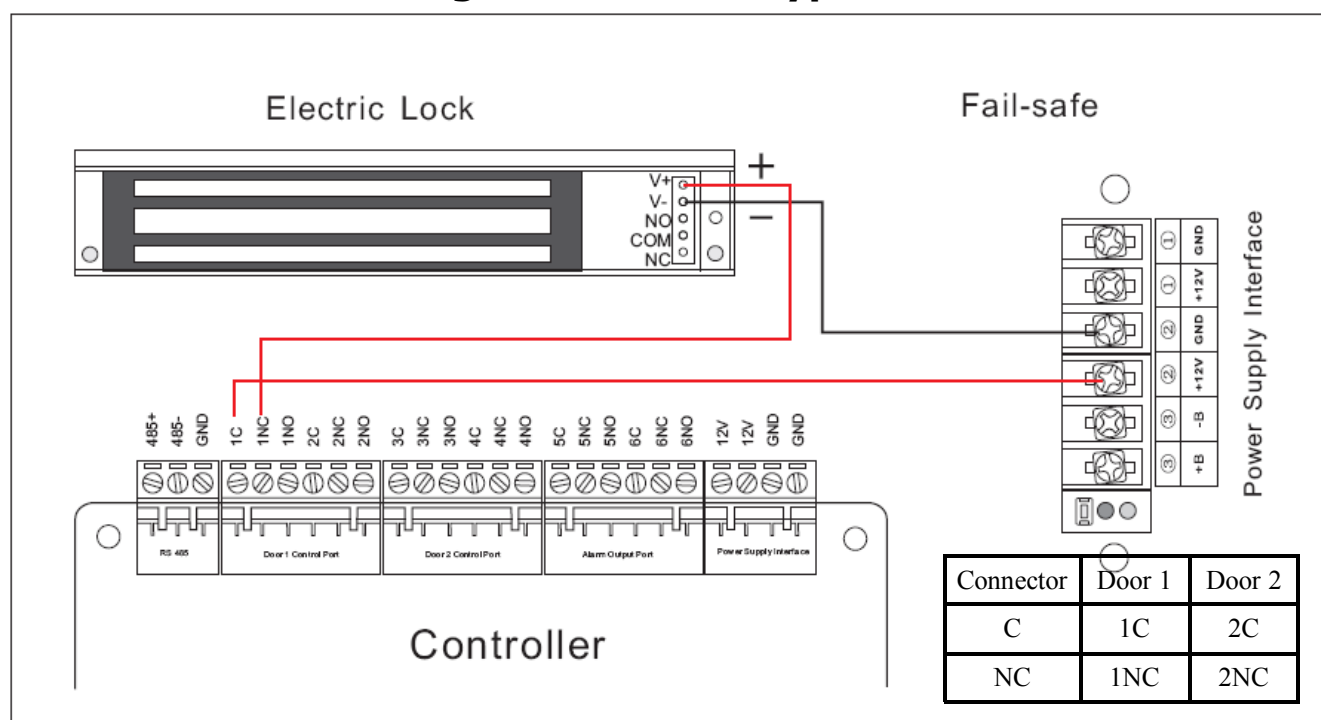 Electric Lock
Fail-safe
+
V+
V-
NO
COM
NC
−
① GND
① +12V
② GND
② +12V
③ -B
③ +B
Power Supply Interface
485+ 485- GND 1C 1NC 1NO 2C 2NC 2NO 3C 3NC 3NO 4C 4NC 4NO 5C 5NC 5NO 6C 6NC 6NO 12V 12V GND GND
RS 485 Door 1 Control Port Door 2 Control Port Alarm Output Port Power Supply Interface
Controller
Connector Door 1 Door 2
C 1C 2C
NC 1NC 2NC